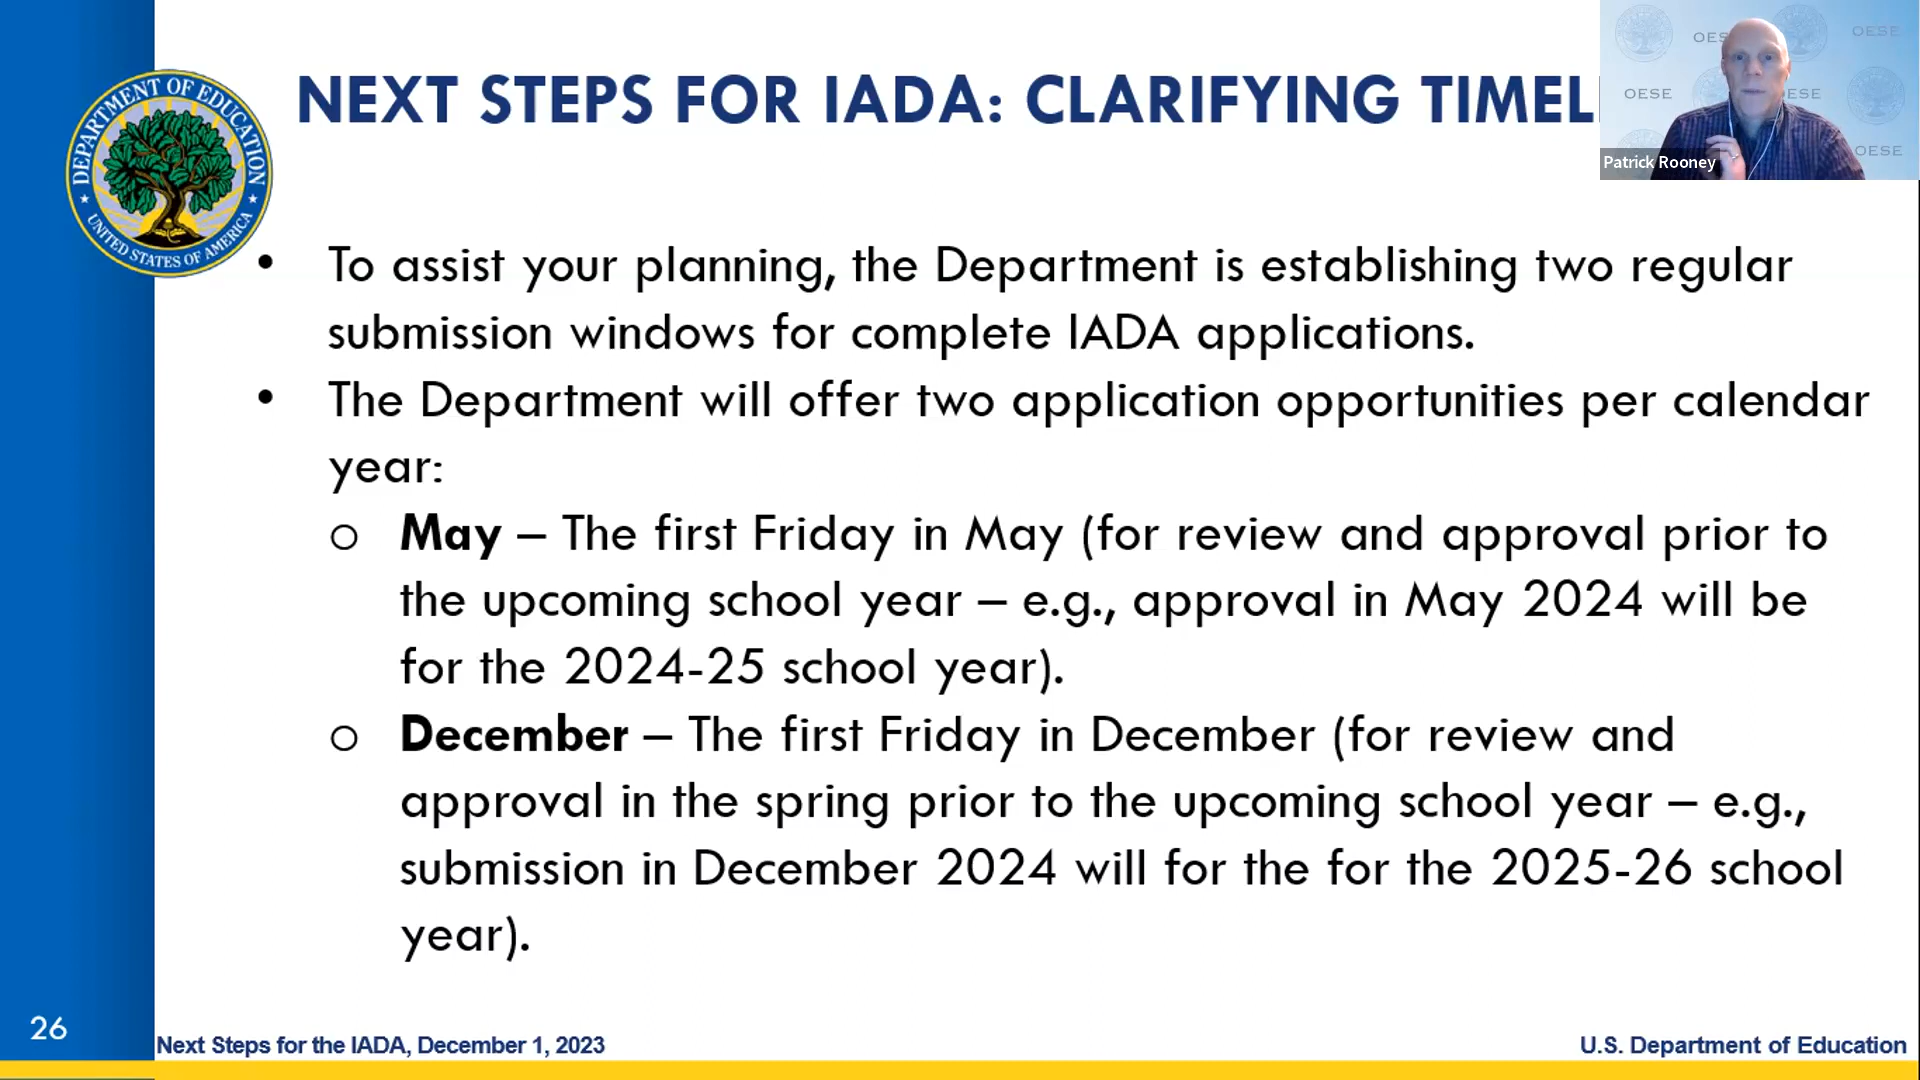 NEXT STEPS FOR IADA: CLARIFYING TIMEL
OESE
OESE
OESE
OESE
Patrick Rooney
DEPARTMENT OF EDUCATION
UNITED STATES OF AMERICA
• To assist your planning, the Department is establishing two regular
submission windows for complete IADA applications.
• The Department will offer two application opportunities per calendar
year:
o May – The first Friday in May (for review and approval prior to
the upcoming school year – e.g., approval in May 2024 will be
for the 2024-25 school year).
o December – The first Friday in December (for review and
approval in the spring prior to the upcoming school year – e.g.,
submission in December 2024 will for the for the 2025-26 school
year).
26
Next Steps for the IADA, December 1, 2023
U.S. Department of Education